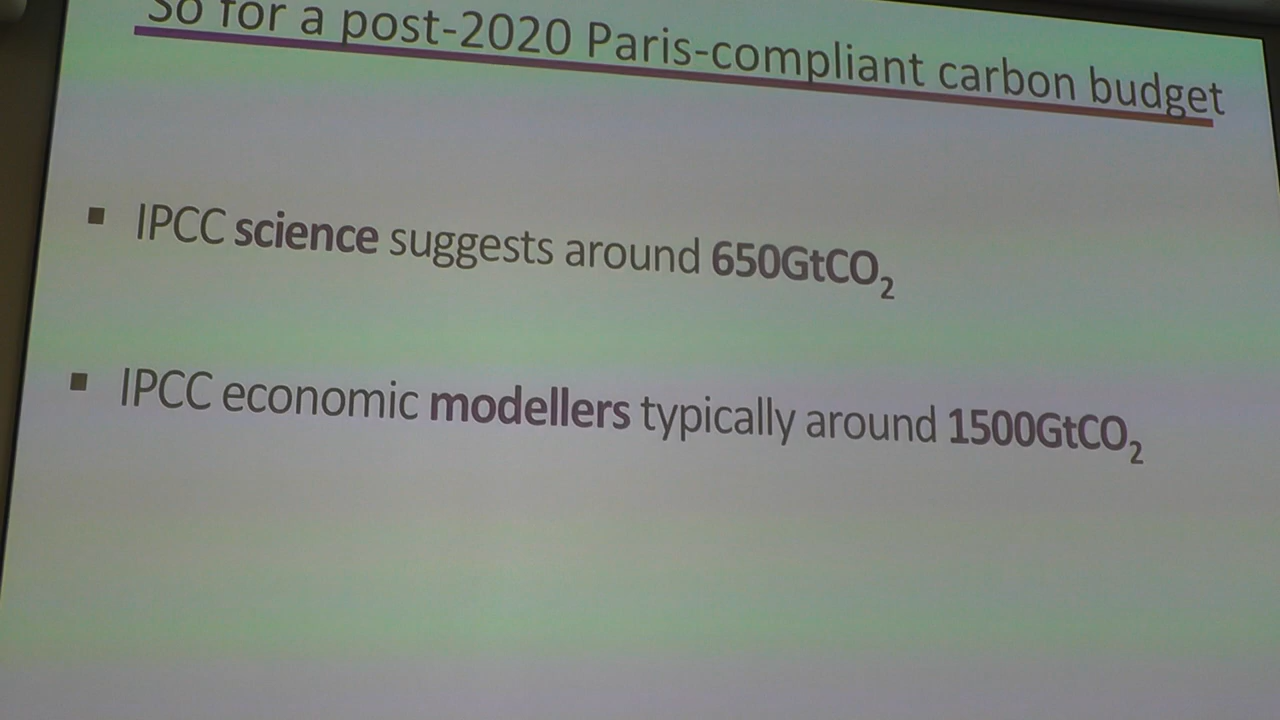 So for a post-2020 Paris-compliant carbon budget
▪ IPCC science suggests around 650GtCO₂
▪ IPCC economic modellers typically around 1500GtCO₂